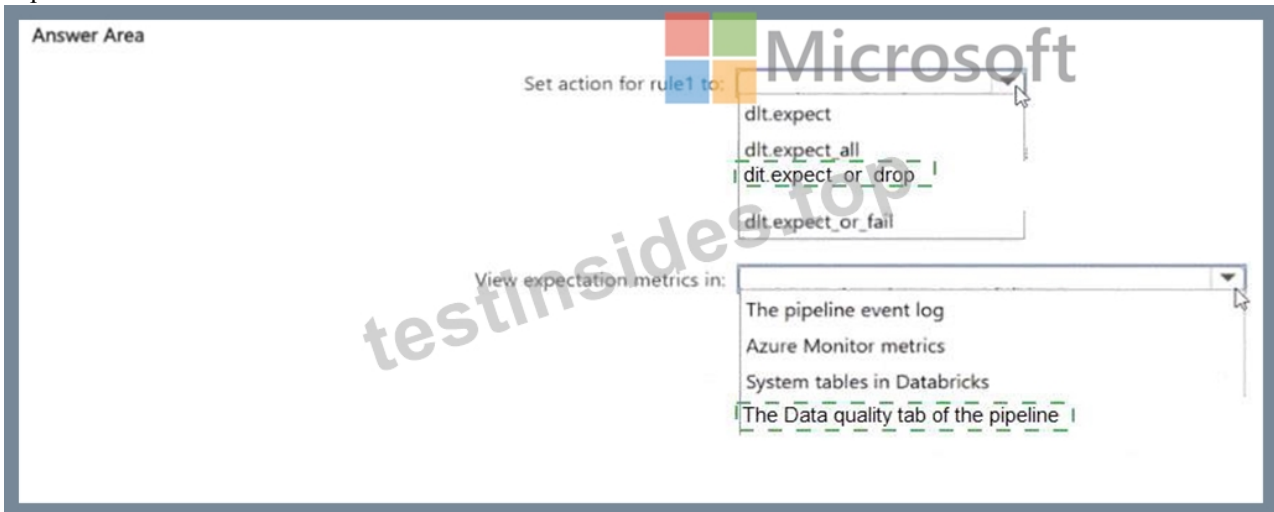 Answer Area
Microsoft
Set action for rule1 to:
dlt.expect
dlt.expect_all
dit.expect_or_drop
dlt.expect_or_fail
testinsides.top
View expectation metrics in:
The pipeline event log
Azure Monitor metrics
System tables in Databricks
The Data quality tab of the pipeline